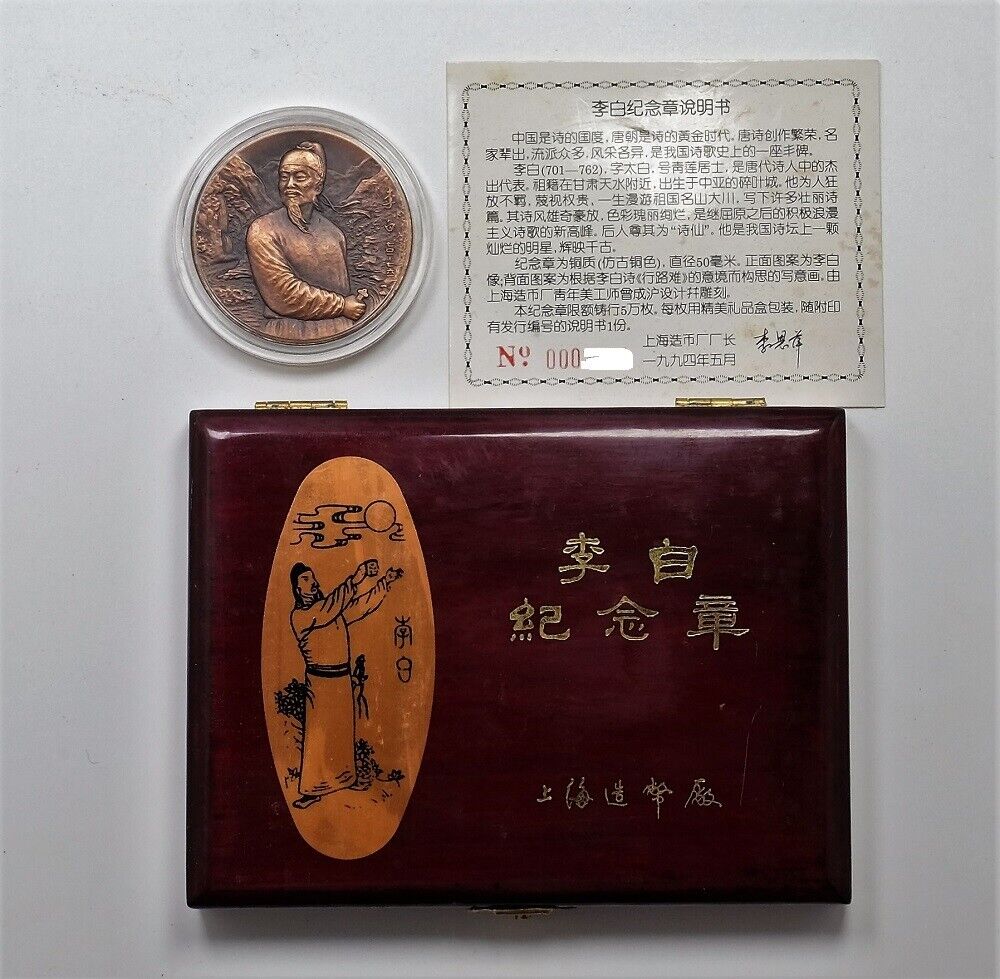 李白纪念章说明书
中国是诗的国度,唐朝是诗的黄金时代。唐诗创作繁荣,名
家辈出,流派众多,风采各异,是我国诗歌史上的一座丰碑。
李白(701—762),字太白,号青莲居士,是唐代诗人中的杰
出代表。祖籍在甘肃天水附近,出生于中亚的碎叶城。他为人狂
放不羁,蔑视权贵,一生漫游祖国名山大川,写下许多壮丽诗
篇。其诗风雄奇豪放,色彩瑰丽绚烂,是继屈原之后的积极浪漫
主义诗歌的新高峰。后人尊其为“诗仙”。他是我国诗坛上一颗
灿烂的明星,辉映千古。
纪念章为铜质(仿古铜色),直径50毫米。正面图案为李白
像;背面图案为根据李白诗《行路难》的意境而构思的写意画。由
上海造币厂青年美工师曾成沪设计并雕刻。
本纪念章限额铸行5万枚。每枚用精美礼品盒包装,随附印
有发行编号的说明书1份。
上海造币厂厂长
No 000
一九九四年五月
李白
李白
紀念章
上海造幣廠